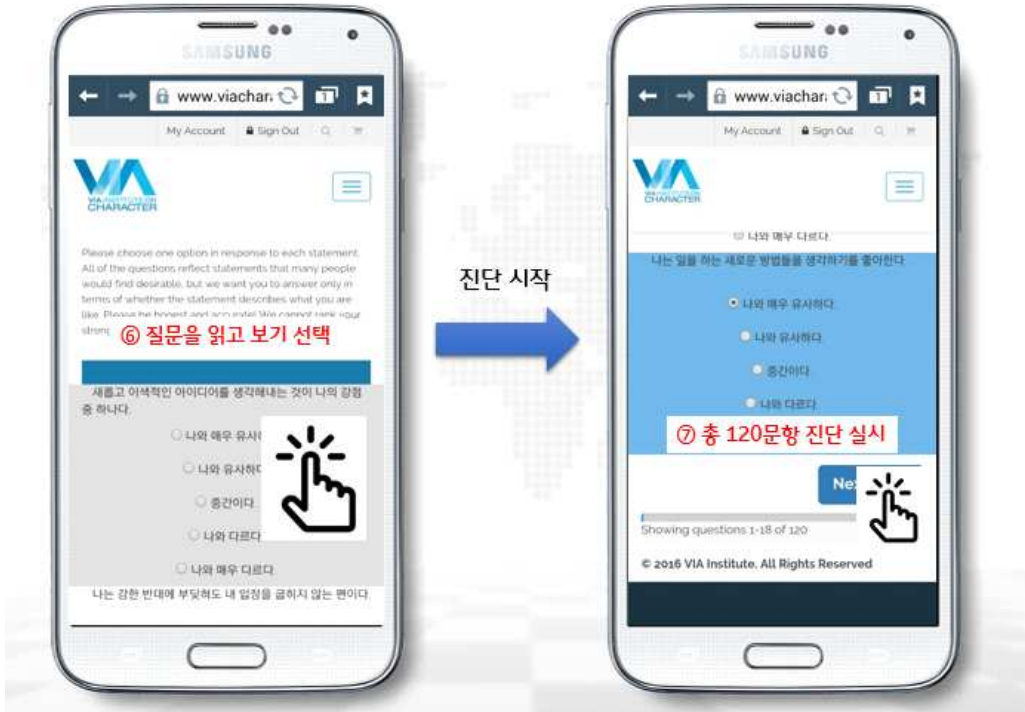 SAMSUNG
www.viachar
1
My Account Sign Out
VIA
VIA INSTITUTE ON
CHARACTER
Please choose one option in response to each statement.
All of the questions reflect statements that many people
would find desirable, but we want you to answer only in
terms of whether the statement describes what you are
like. Please be honest and accurate! We cannot rank your
⑥ 질문을 읽고 보기 선택
새롭고 이색적인 아이디어를 생각해내는 것이 나의 강점
중 하나다.
나와 매우 유사
나와 유사하
중간이다.
나와 다르다
나와 매우 다르다.
나는 강한 반대에 부딪혀도 내 입장을 굽히지 않는 편이다.
진단 시작
SAMSUNG
www.viachar
1
My Account Sign Out
VIA
VIA INSTITUTE ON
CHARACTER
나와 매우 다르다.
나는 일을 하는 새로운 방법들을 생각하기를 좋아한다.
나와 매우 유사하다.
나와 유사하다.
중간이다.
나와 다르다.
⑦ 총 120문항 진단 실시
Ne
Showing questions 1-18 of 120
© 2016 VIA Institute. All Rights Reserved